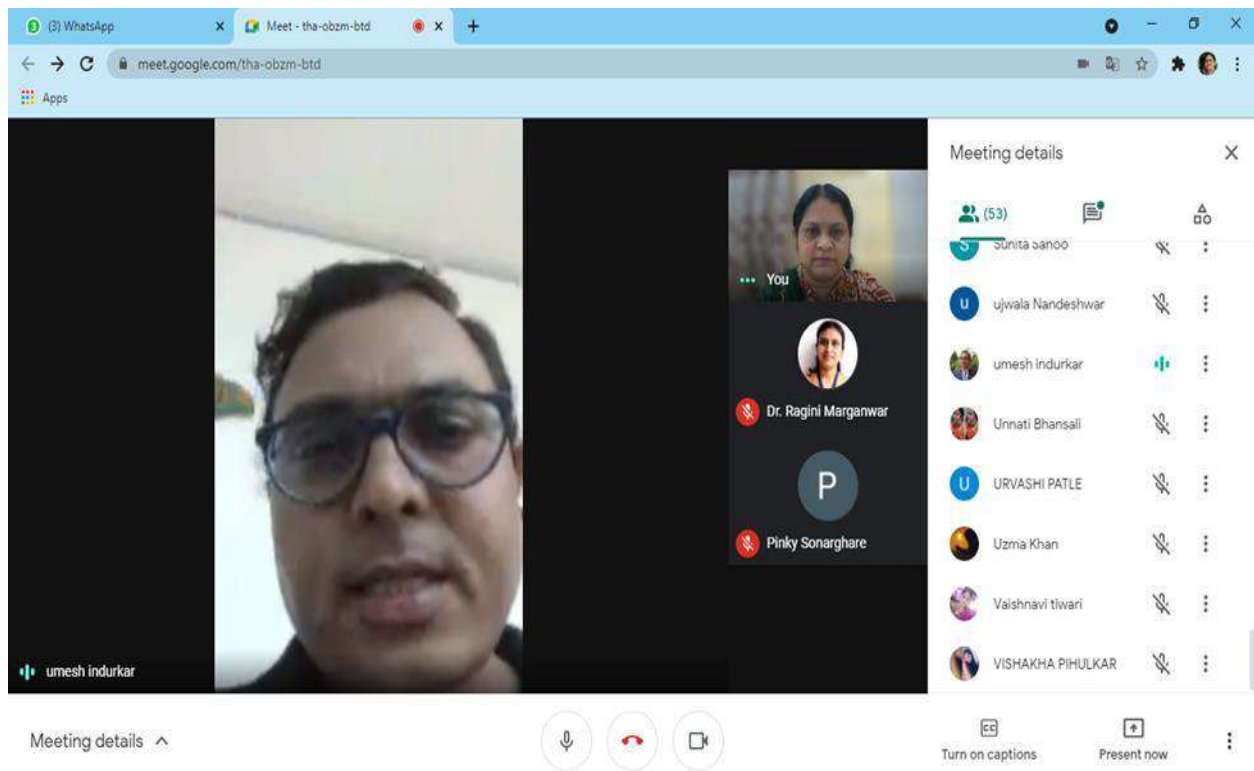 (3) WhatsApp
Meet - tha-obzm-btd
meet.google.com/tha-obzm-btd
Apps
You
Dr. Ragini Marganwar
P
Pinky Sonarghare
umesh indurkar
Meeting details
(53)
S Sunita Sahoo
u ujwala Nandeshwar
umesh indurkar
Unnati Bhansali
U URVASHI PATLE
Uzma Khan
Vaishnavi tiwari
VISHAKHA PIHULKAR
Meeting details
CC
Turn on captions
Present now